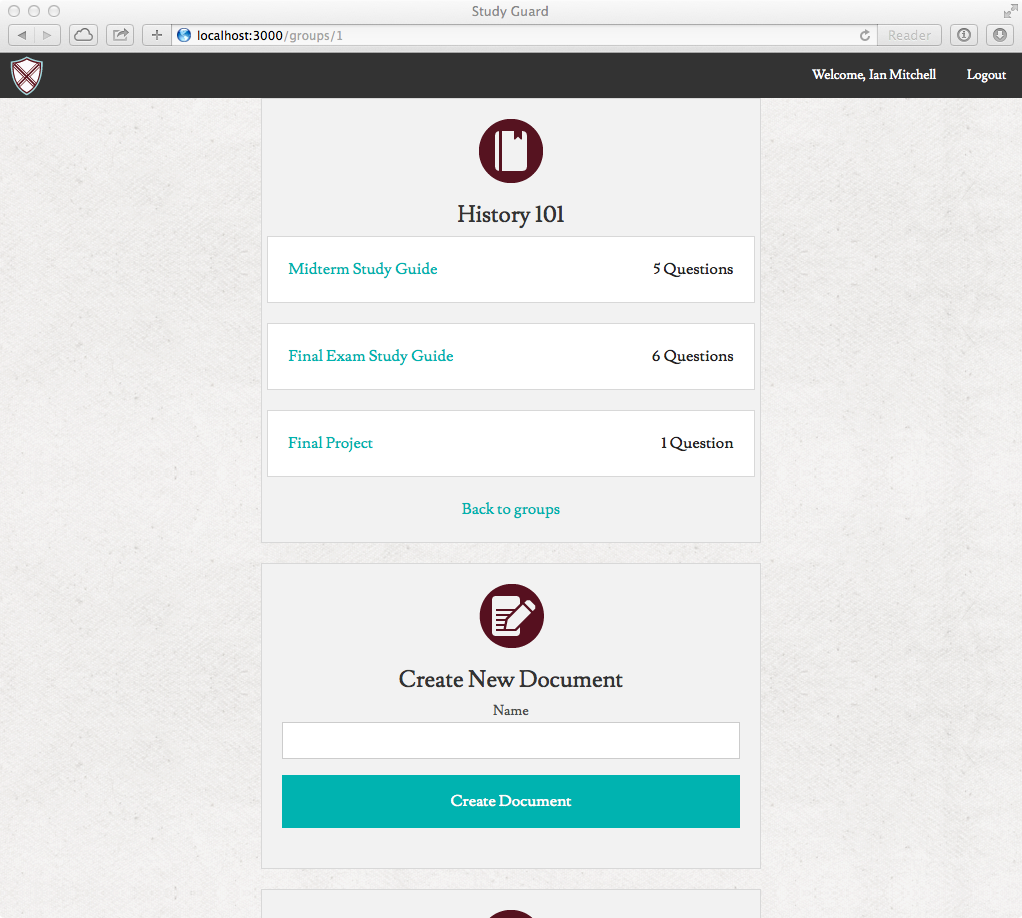 Study Guard
localhost:3000/groups/1
Reader
Welcome, Ian Mitchell
Logout
History 101
Midterm Study Guide
5 Questions
Final Exam Study Guide
6 Questions
Final Project
1 Question
Back to groups
Create New Document
Name
Create Document